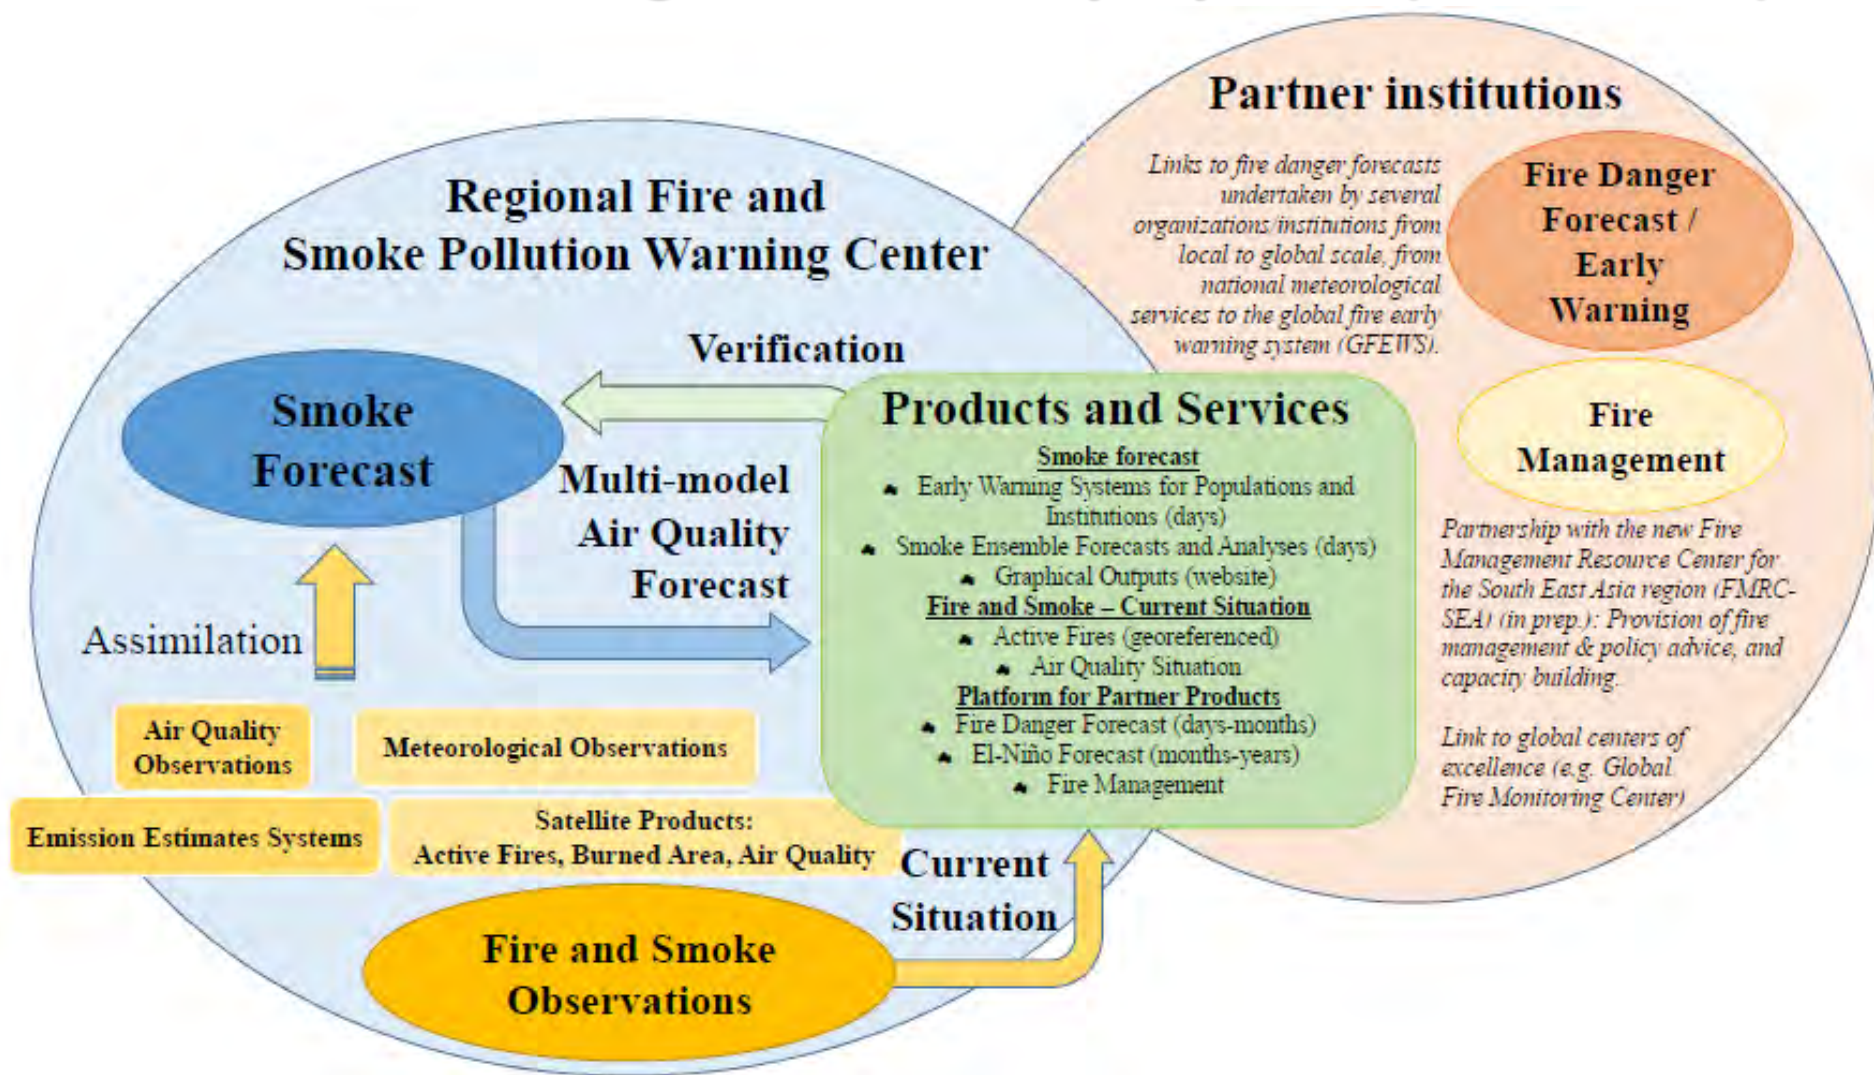 Partner institutions
Links to fire danger forecasts
undertaken by several
organizations/institutions from
local to global scale, from
national meteorological
services to the global fire early
warning system (GFEWS).
Fire Danger
Forecast /
Early
Warning
Fire
Management
Partnership with the new Fire
Management Resource Center for
the South East Asia region (FMRC-
SEA) (in prep.): Provision of fire
management & policy advice, and
capacity building.
Link to global centers of
excellence (e.g. Global
Fire Monitoring Center)
Regional Fire and
Smoke Pollution Warning Center
Verification
Smoke
Forecast
Multi-model
Air Quality
Forecast
Assimilation
Products and Services
Smoke forecast
Early Warning Systems for Populations and
Institutions (days)
Smoke Ensemble Forecasts and Analyses (days)
Graphical Outputs (website)
Fire and Smoke – Current Situation
Active Fires (georeferenced)
Air Quality Situation
Platform for Partner Products
Fire Danger Forecast (days-months)
El-Niño Forecast (months-years)
Fire Management
Air Quality
Observations
Meteorological Observations
Emission Estimates Systems
Satellite Products:
Active Fires, Burned Area, Air Quality
Current
Situation
Fire and Smoke
Observations